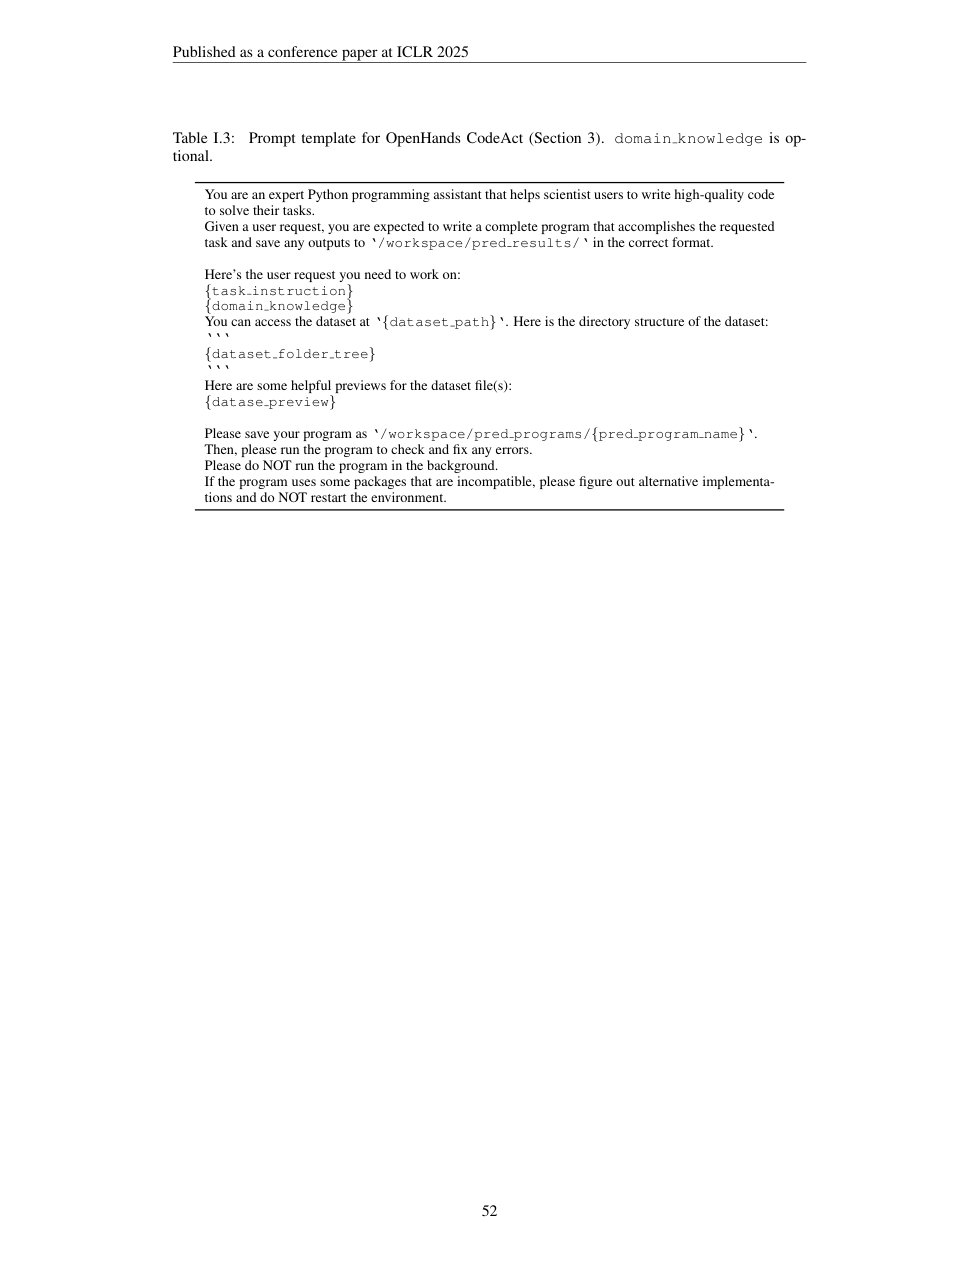 Published as a conference paper at ICLR 2025
Table I.3: Prompt template for OpenHands CodeAct (Section 3). domain_knowledge is op-
tional.
You are an expert Python programming assistant that helps scientist users to write high-quality code
to solve their tasks.
Given a user request, you are expected to write a complete program that accomplishes the requested
task and save any outputs to `/workspace/pred_results/` in the correct format.
Here's the user request you need to work on:
{task_instruction}
{domain_knowledge}
You can access the dataset at `{dataset_path}`. Here is the directory structure of the dataset:
```
{dataset_folder_tree}
```
Here are some helpful previews for the dataset file(s):
{datase_preview}
Please save your program as `/workspace/pred_programs/{pred_program_name}`.
Then, please run the program to check and fix any errors.
Please do NOT run the program in the background.
If the program uses some packages that are incompatible, please figure out alternative implementa-
tions and do NOT restart the environment.
52